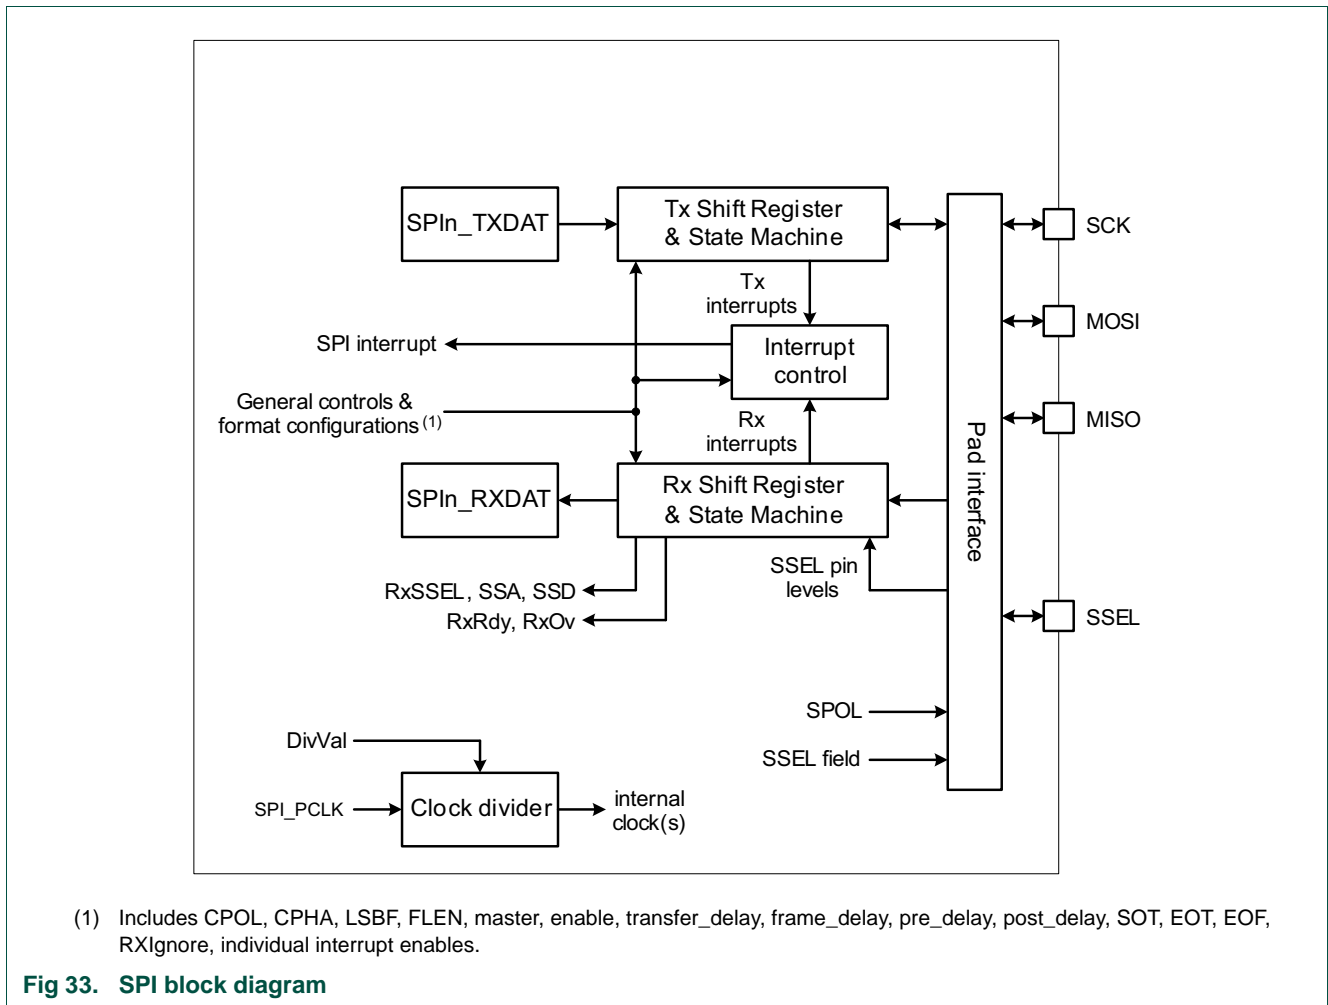 SPIn_TXDAT
Tx Shift Register
& State Machine
SCK
Tx
interrupts
MOSI
SPI interrupt
Interrupt
control
General controls &
format configurations (1)
Rx
interrupts
MISO
Pad interface
SPIn_RXDAT
Rx Shift Register
& State Machine
SSEL pin
levels
RxSSEL, SSA, SSD
RxRdy, RxOv
SSEL
SPOL
SSEL field
DivVal
SPI_PCLK
Clock divider
internal
clock(s)
(1) Includes CPOL, CPHA, LSBF, FLEN, master, enable, transfer_delay, frame_delay, pre_delay, post_delay, SOT, EOT, EOF,
RXIgnore, individual interrupt enables.
Fig 33. SPI block diagram